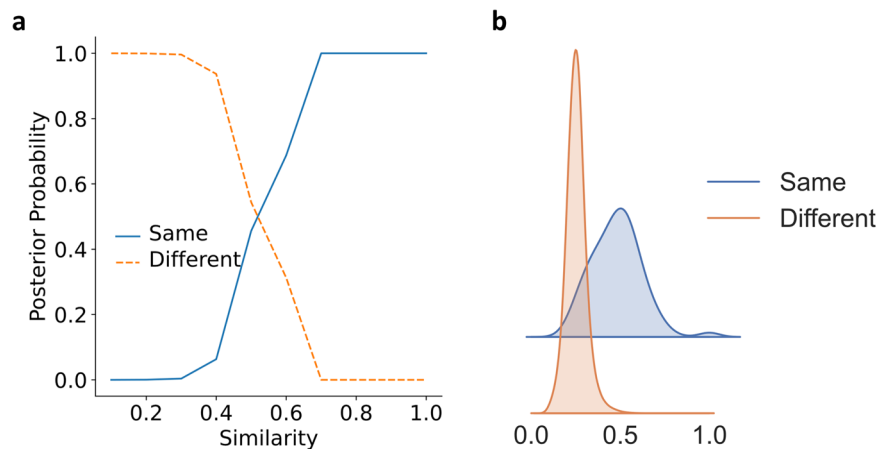 a
1.0
0.8
0.6
0.4
0.2
0.0
Posterior Probability
Same
Different
0.2 0.4 0.6 0.8 1.0
Similarity
b
Same
Different
0.0 0.5 1.0